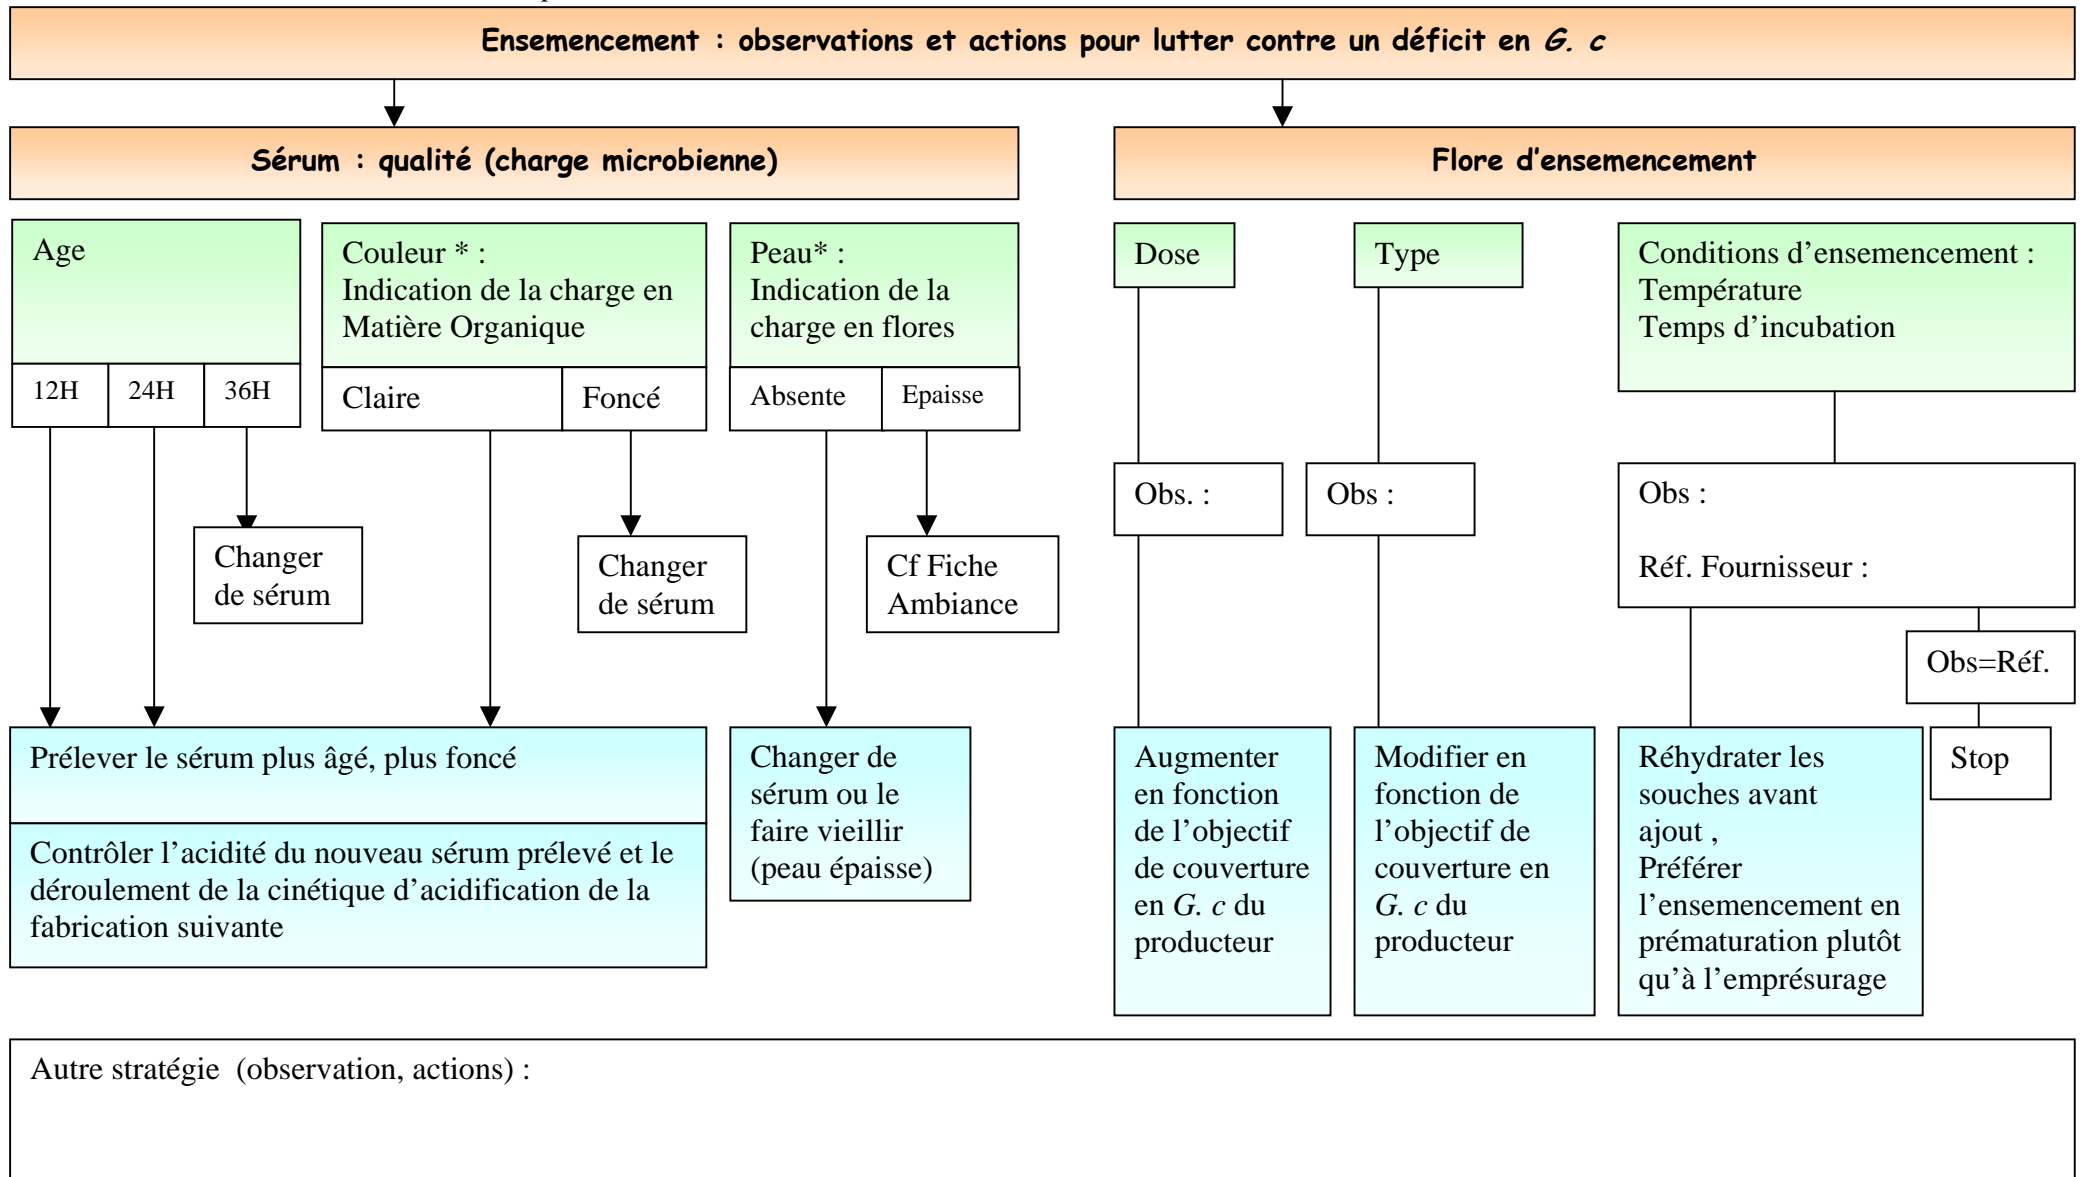 Ensemencement : observations et actions pour lutter contre un déficit en G. c
Sérum : qualité (charge microbienne)
Flore d'ensemencement
Age
12H
24H
36H
Couleur * :
Indication de la charge en
Matière Organique
Claire
Foncé
Peau* :
Indication de la
charge en flores
Absente
Epaisse
Dose
Type
Conditions d'ensemencement :
Température
Temps d'incubation
Changer
de sérum
Changer
de sérum
Cf Fiche
Ambiance
Obs. :
Obs :
Obs :
Réf. Fournisseur :
Obs=Réf.
Prélever le sérum plus âgé, plus foncé
Contrôler l'acidité du nouveau sérum prélevé et le
déroulement de la cinétique d'acidification de la
fabrication suivante
Changer de
sérum ou le
faire vieillir
(peau épaisse)
Augmenter
en fonction
de l'objectif
de couverture
en G. c du
producteur
Modifier en
fonction de
l'objectif de
couverture en
G. c du
producteur
Réhydrater les
souches avant
ajout ,
Préférer
l'ensemencement en
prématuration plutôt
qu'à l'emprésurage
Stop
Autre stratégie (observation, actions) :